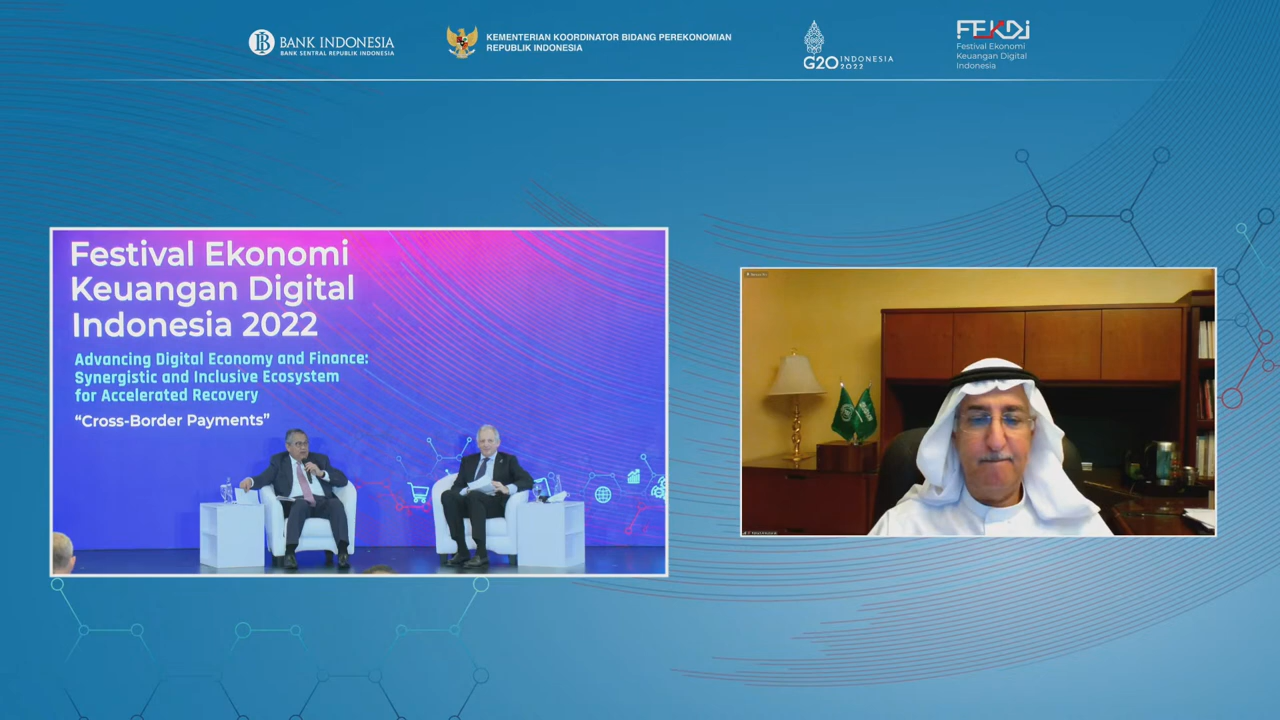 BANK INDONESIA
BANK SENTRAL REPUBLIK INDONESIA
KEMENTERIAN KOORDINATOR BIDANG PEREKONOMIAN
REPUBLIK INDONESIA
G20 INDONESIA
2022
FEKDI
Festival Ekonomi
Keuangan Digital
Indonesia
Festival Ekonomi
Keuangan Digital
Indonesia 2022
Advancing Digital Economy and Finance:
Synergistic and Inclusive Ecosystem
for Accelerated Recovery
“Cross-Border Payments”